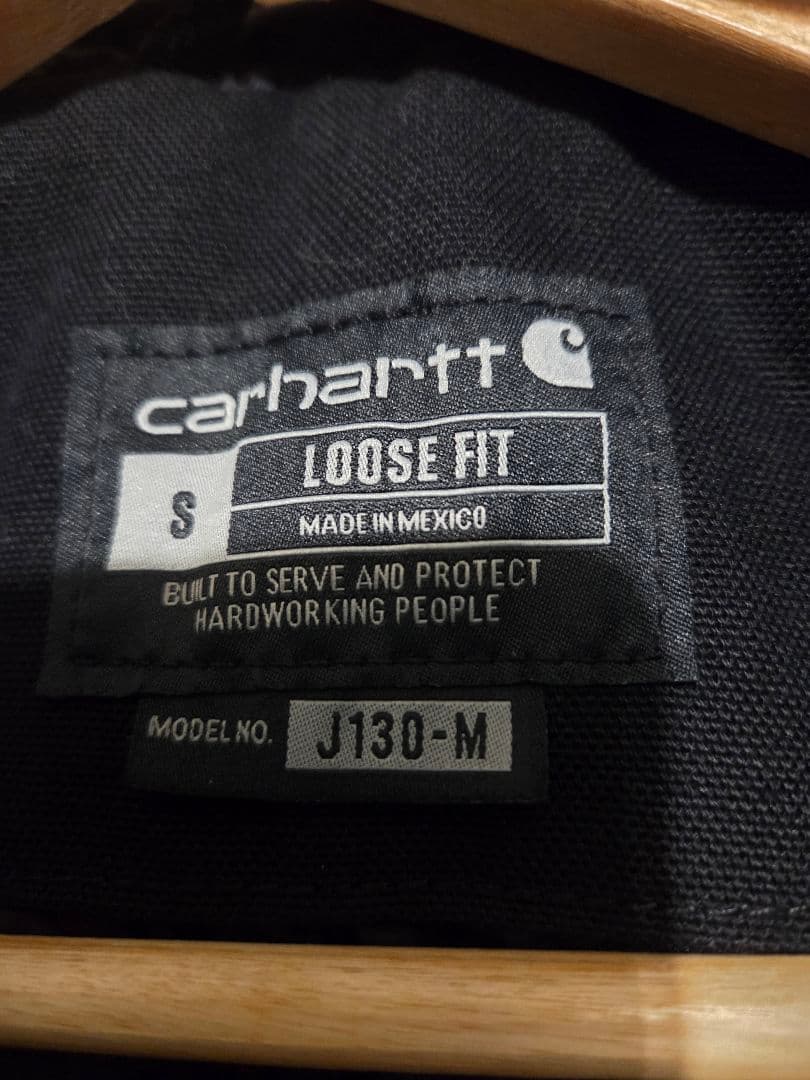 carhartt
S
LOOSE FIT
MADE IN MEXICO
BUILT TO SERVE AND PROTECT
HARDWORKING PEOPLE
MODEL NO. J130-M